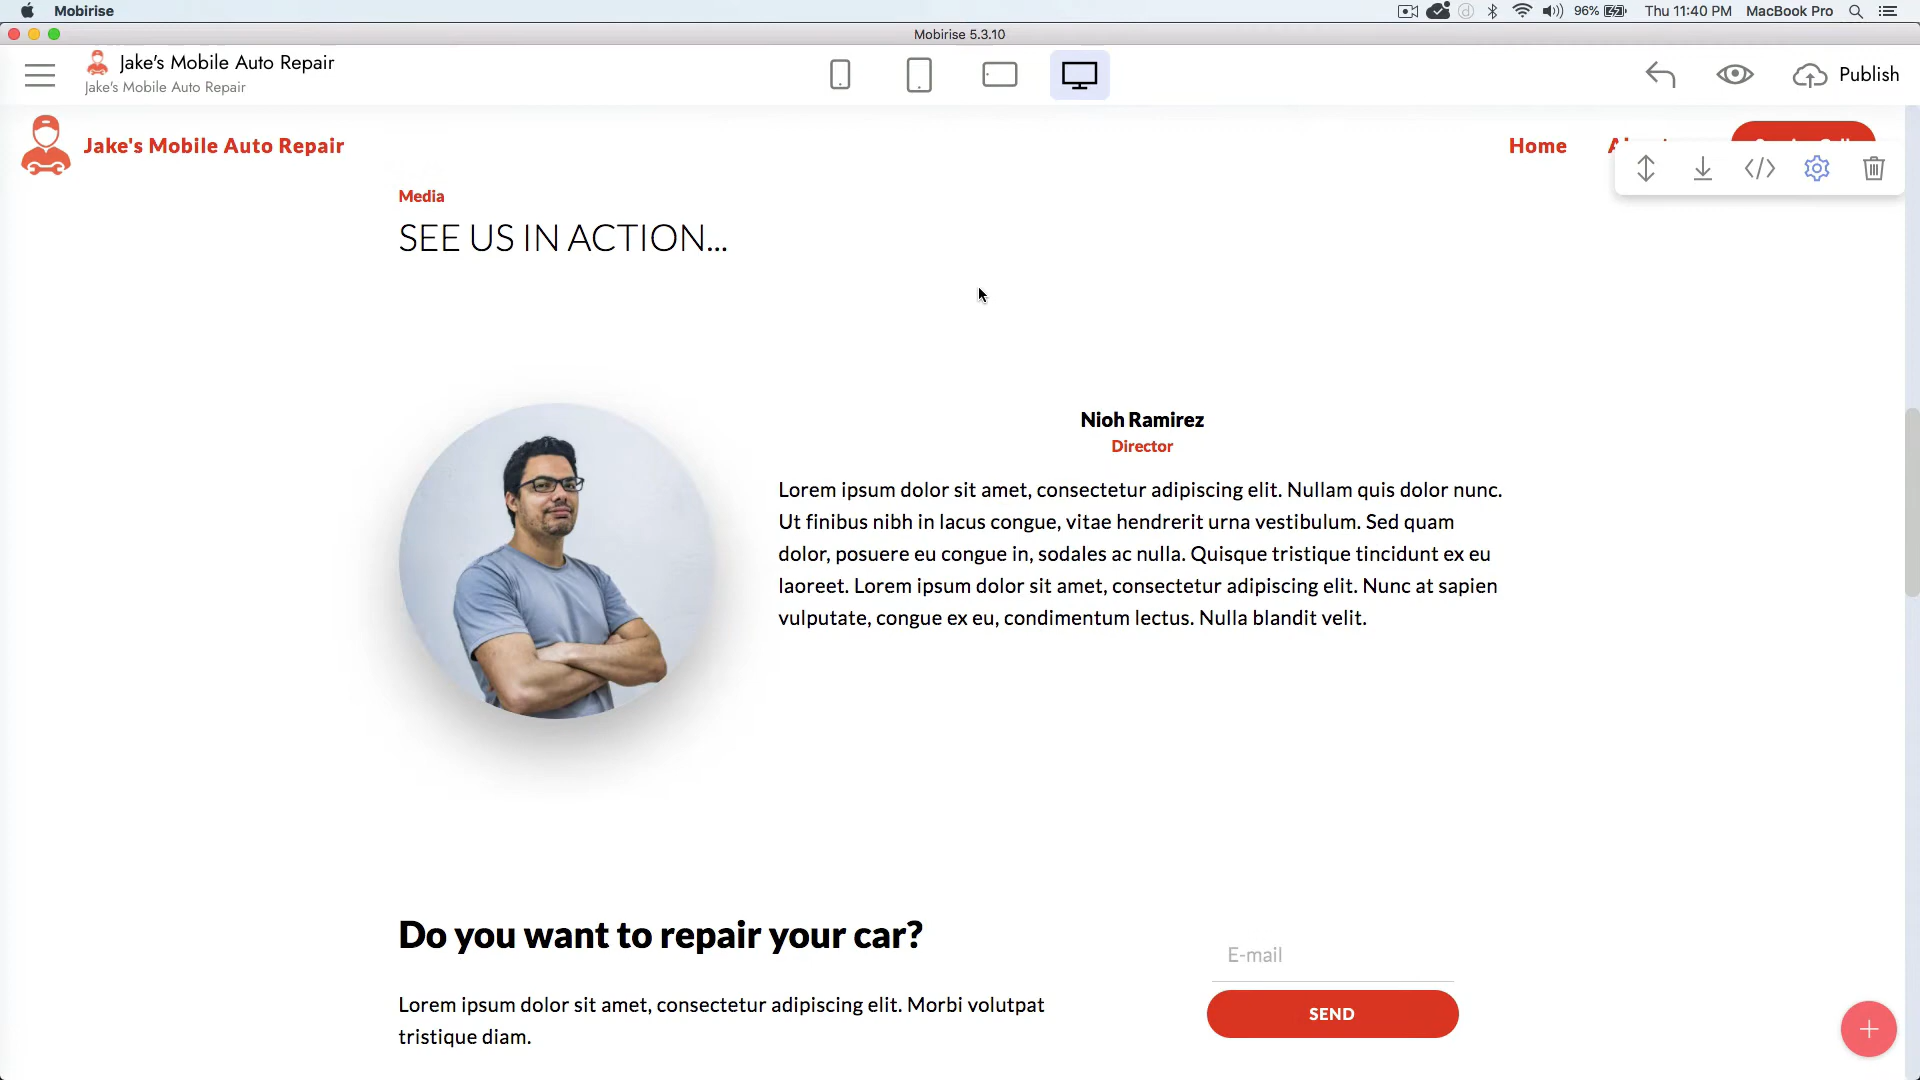 Mobirise
96%
Thu 11:40 PM
MacBook Pro
Mobirise 5.3.10
Jake's Mobile Auto Repair
Jake's Mobile Auto Repair
Publish
Jake's Mobile Auto Repair
Home
Media
SEE US IN ACTION...
Nioh Ramirez
Director
Lorem ipsum dolor sit amet, consectetur adipiscing elit. Nullam quis dolor nunc.
Ut finibus nibh in lacus congue, vitae hendrerit urna vestibulum. Sed quam
dolor, posuere eu congue in, sodales ac nulla. Quisque tristique tincidunt ex eu
laoreet. Lorem ipsum dolor sit amet, consectetur adipiscing elit. Nunc at sapien
vulputate, congue ex eu, condimentum lectus. Nulla blandit velit.
Do you want to repair your car?
E-mail
Lorem ipsum dolor sit amet, consectetur adipiscing elit. Morbi volutpat
tristique diam.
SEND